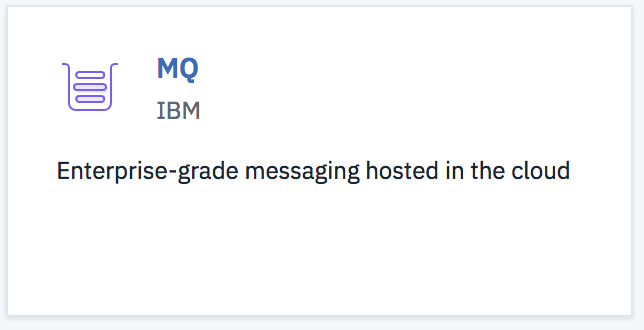 MQ
IBM
Enterprise-grade messaging hosted in the cloud